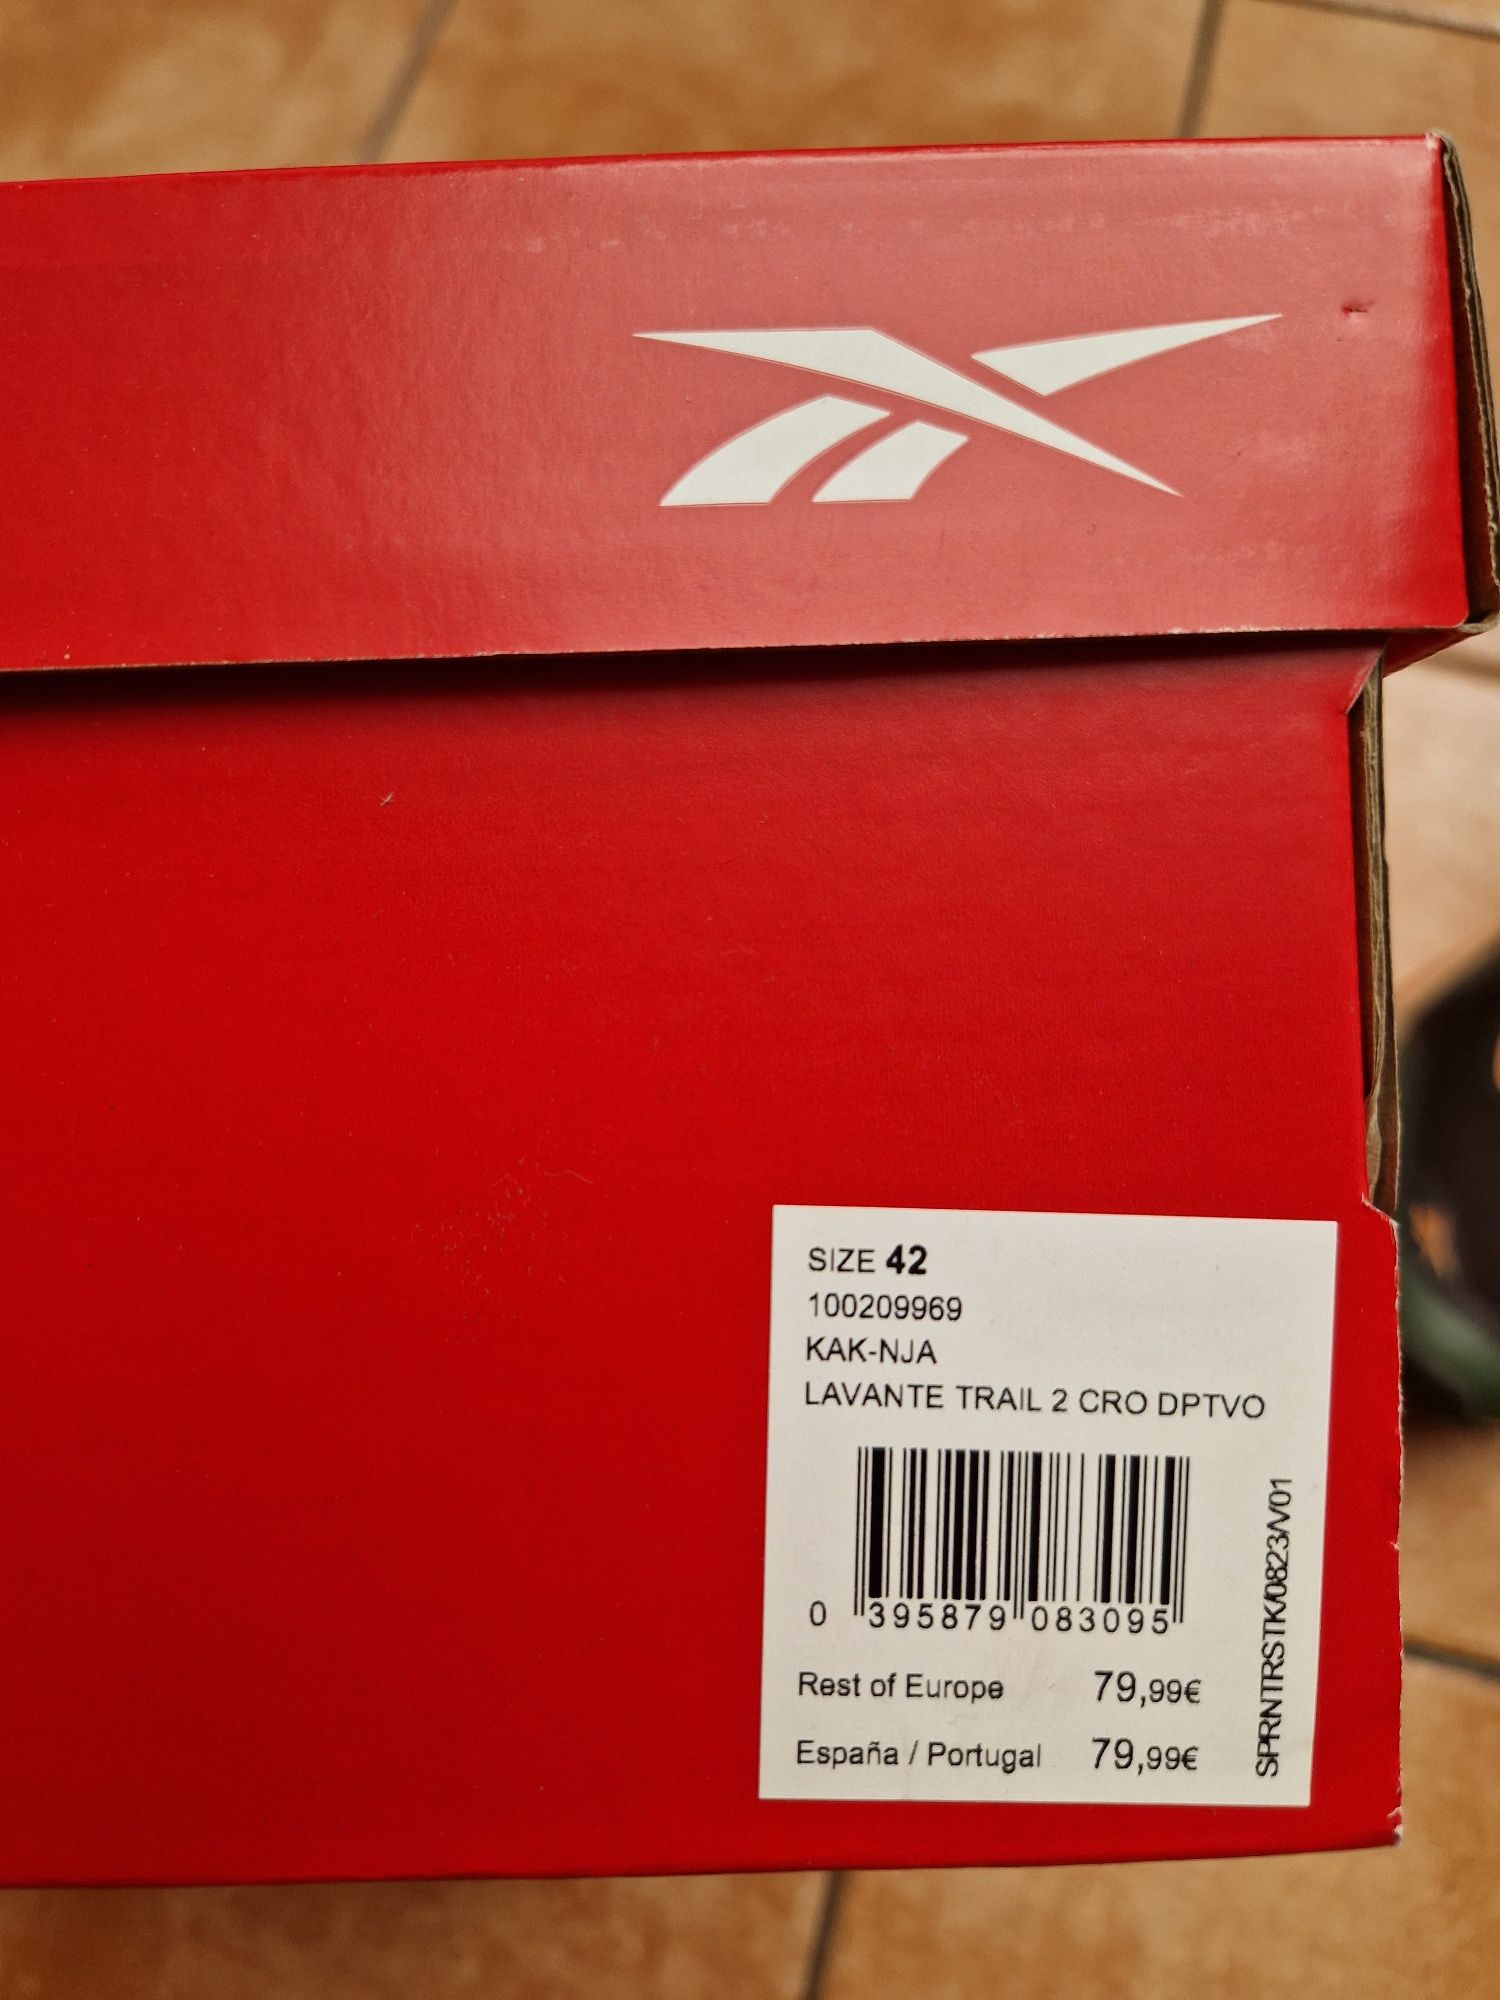 SIZE 42
100209969
KAK-NJA
LAVANTE TRAIL 2 CRO DPTVO
0 395879 083095
Rest of Europe 79,99€
España / Portugal 79,99€
SPRNTRSTK/0823/V01